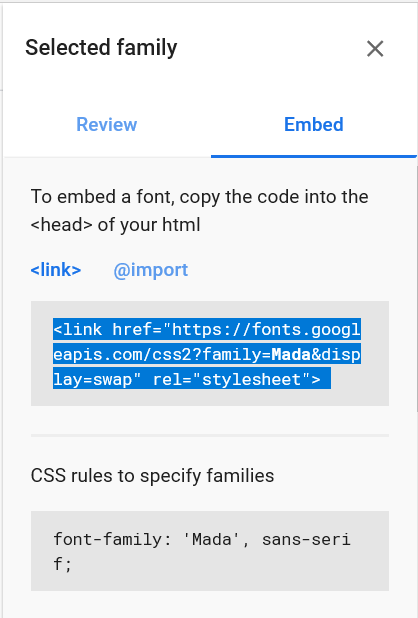 Selected family
Review
Embed
To embed a font, copy the code into the
<head> of your html
<link>
@import
<link href="https://fonts.googl
eapis.com/css2?family=Mada&disp
lay=swap" rel="stylesheet">
CSS rules to specify families
font-family: 'Mada', sans-seri
f;